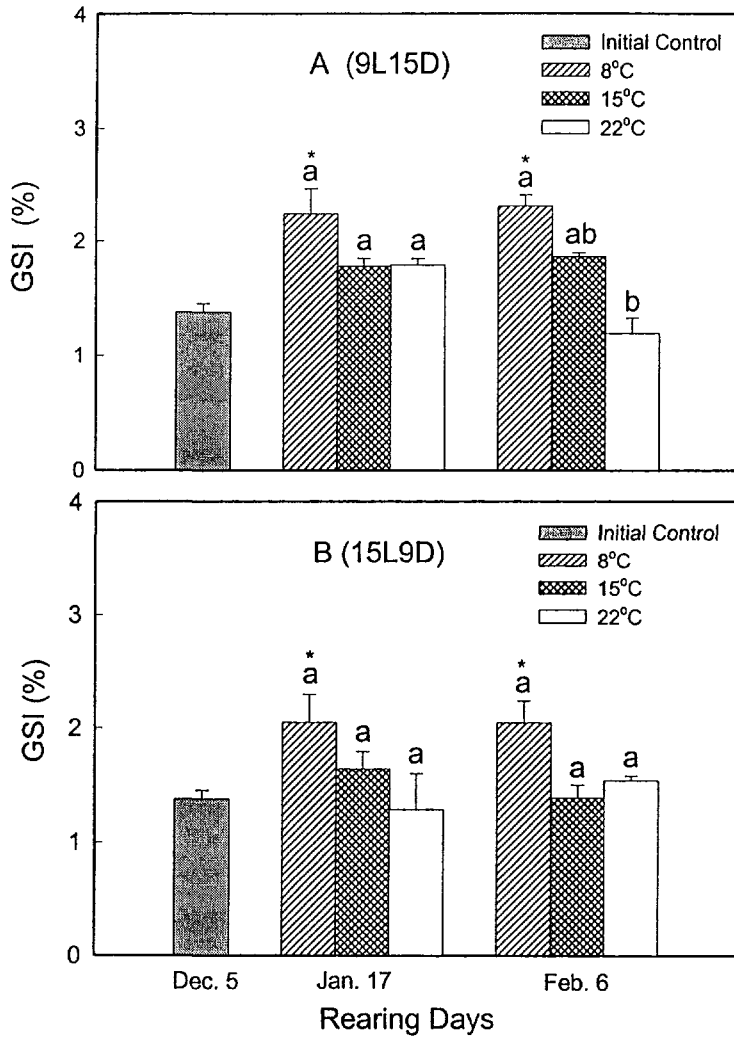 4
A (9L15D)
Initial Control
8°C
15°C
22°C
3
*
a
a
a
*
a
ab
b
2
1
0
GSI (%)
4
B (15L9D)
Initial Control
8°C
15°C
22°C
3
*
a
a
a
*
a
a
a
2
1
0
GSI (%)
Dec. 5
Jan. 17
Feb. 6
Rearing Days